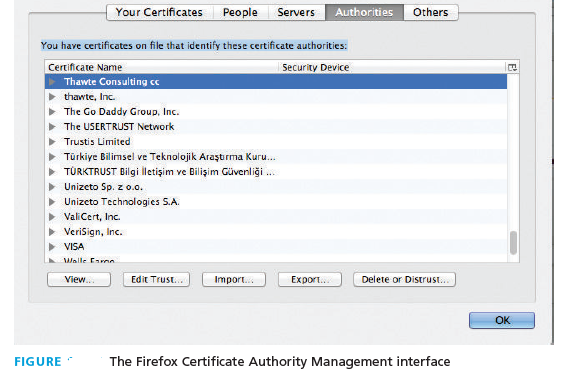 Your Certificates People Servers Authorities Others
You have certificates on file that identify these certificate authorities:
Certificate Name Security Device
Thawte Consulting cc
thawte, Inc.
The Go Daddy Group, Inc.
The USERTRUST Network
Trustis Limited
Türkiye Bilimsel ve Teknolojik Araştırma Kuru...
TÜRKTRUST Bilgi İletişim ve Bilişim Güvenliği ...
Unizeto Sp. z o.o.
Unizeto Technologies S.A.
ValiCert, Inc.
VeriSign, Inc.
VISA
Wells Fargo
View... Edit Trust... Import... Export... Delete or Distrust...
OK
FIGURE The Firefox Certificate Authority Management interface